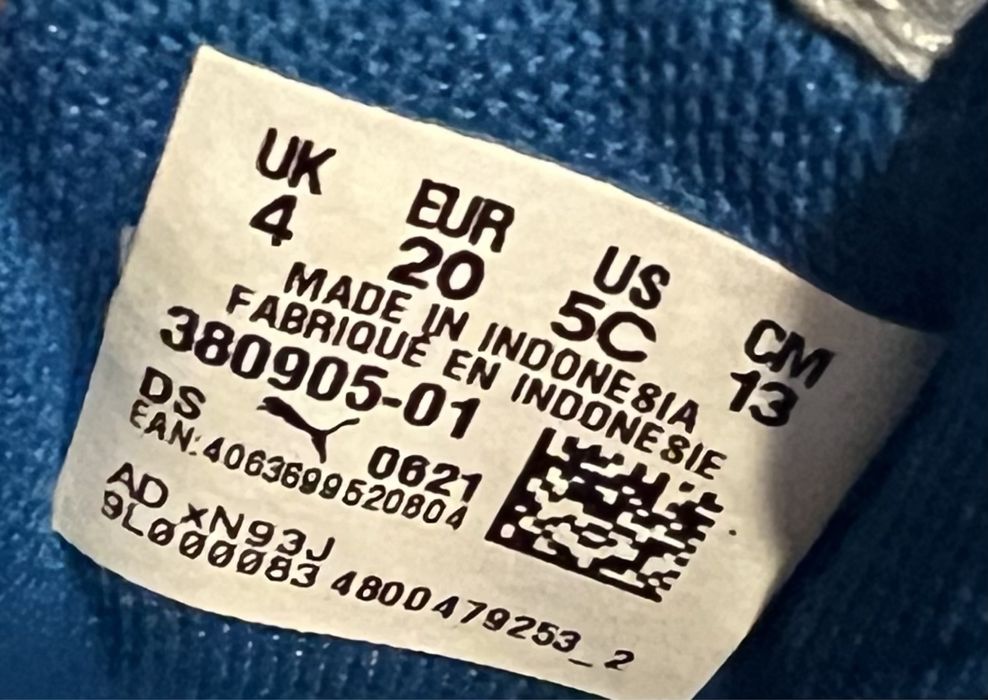 UK EUR US CM
4 20 5C 13
MADE IN INDONESIA
FABRIQUÉ EN INDONESIE
380905-01
DS 0621
EAN:4063699520804
AD xN93J
9L000083 4800479253_2